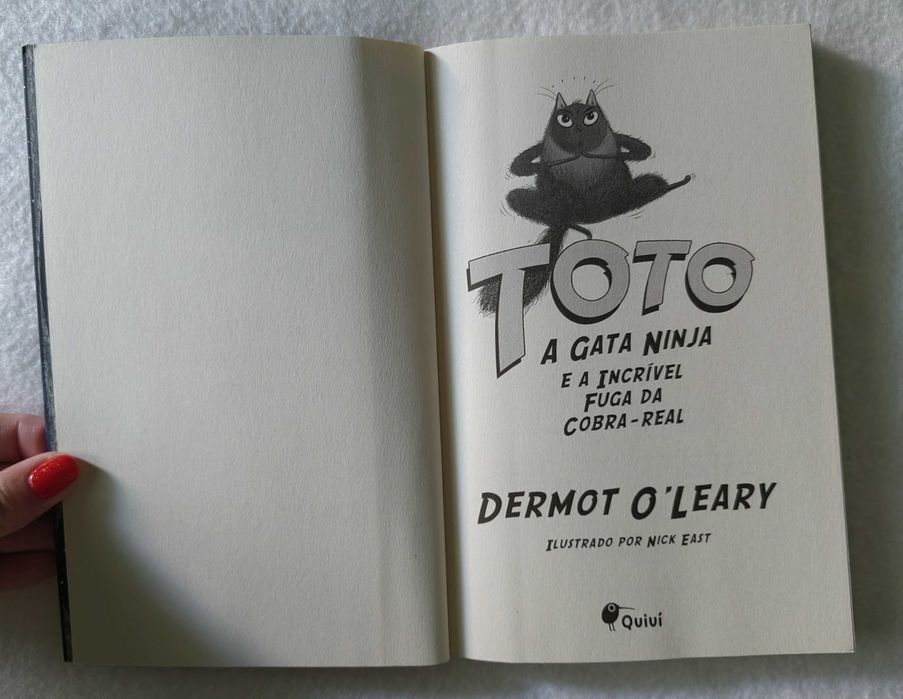 TOTO
A GATA NINJA
E A INCRÍVEL
FUGA DA
COBRA-REAL
DERMOT O'LEARY
ILUSTRADO POR NICK EAST
Quiuí